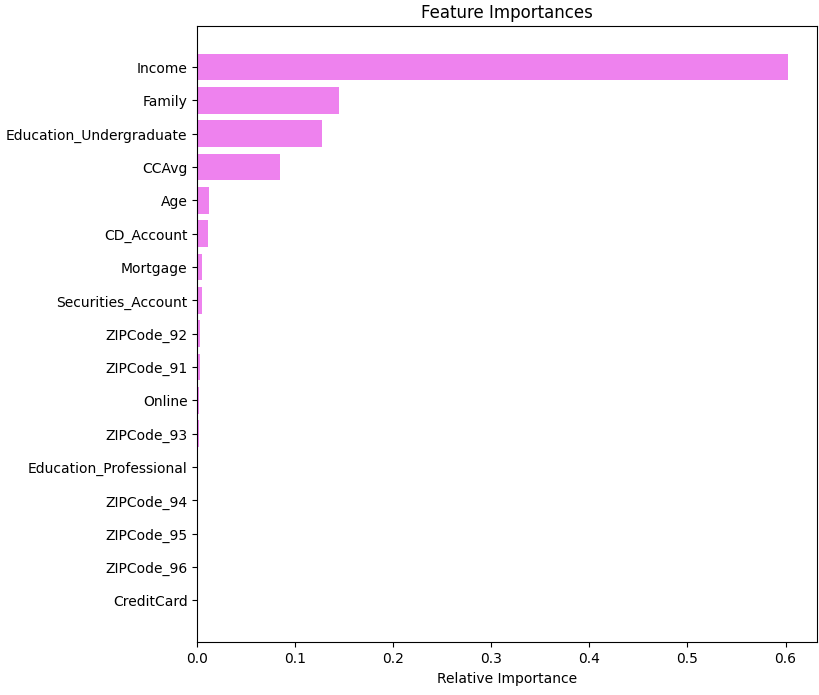 Feature Importances
Income
Family
Education_Undergraduate
CCAvg
Age
CD_Account
Mortgage
Securities_Account
ZIPCode_92
ZIPCode_91
Online
ZIPCode_93
Education_Professional
ZIPCode_94
ZIPCode_95
ZIPCode_96
CreditCard
0.0 0.1 0.2 0.3 0.4 0.5 0.6
Relative Importance